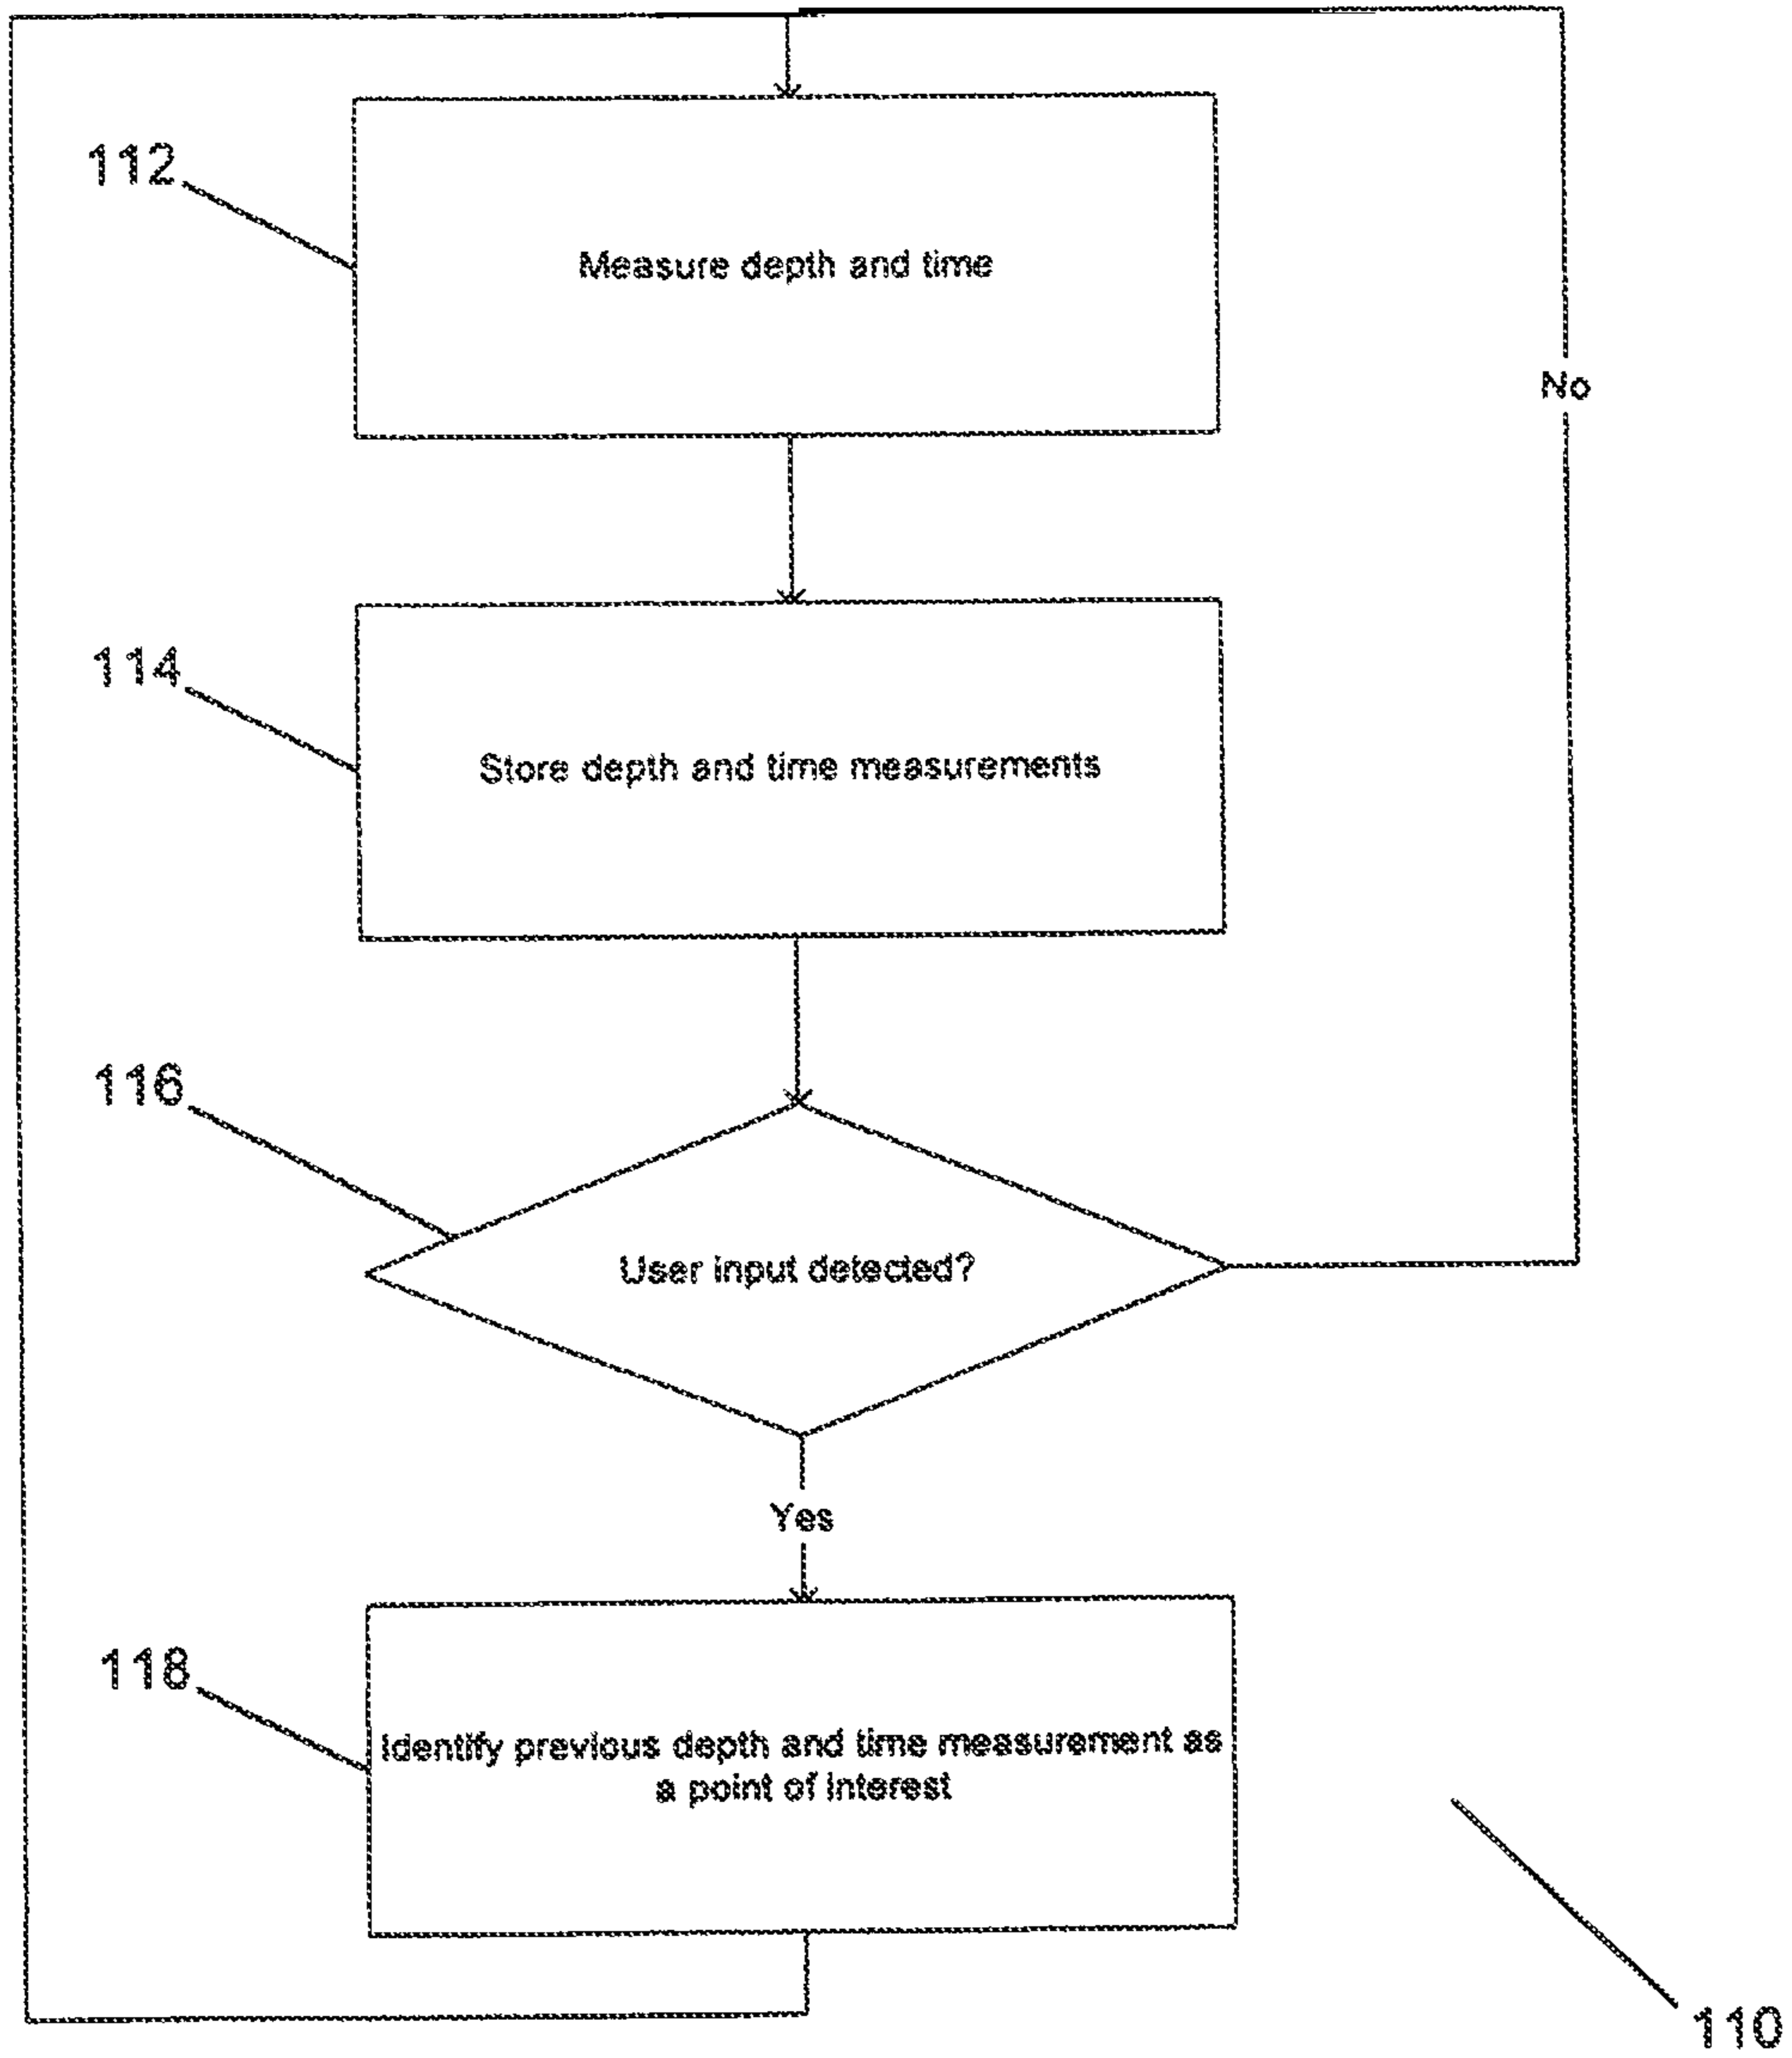 112
Measure depth and time
No
114
Store depth and time measurements
116
User input detected?
Yes
118
Identify previous depth and time measurement as
a point of interest
110